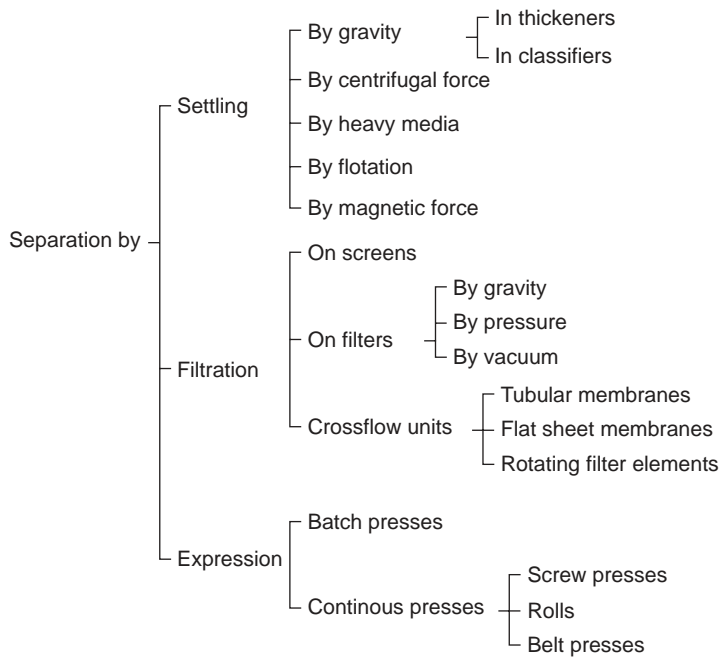 Separation by
Settling
By gravity
In thickeners
In classifiers
By centrifugal force
By heavy media
By flotation
By magnetic force
Filtration
On screens
On filters
By gravity
By pressure
By vacuum
Crossflow units
Tubular membranes
Flat sheet membranes
Rotating filter elements
Expression
Batch presses
Continous presses
Screw presses
Rolls
Belt presses